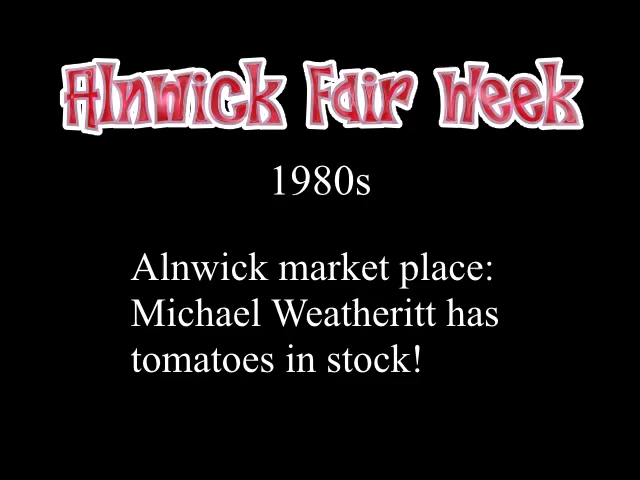 Alnwick Fair Week
1980s
Alnwick market place:
Michael Weatheritt has
tomatoes in stock!